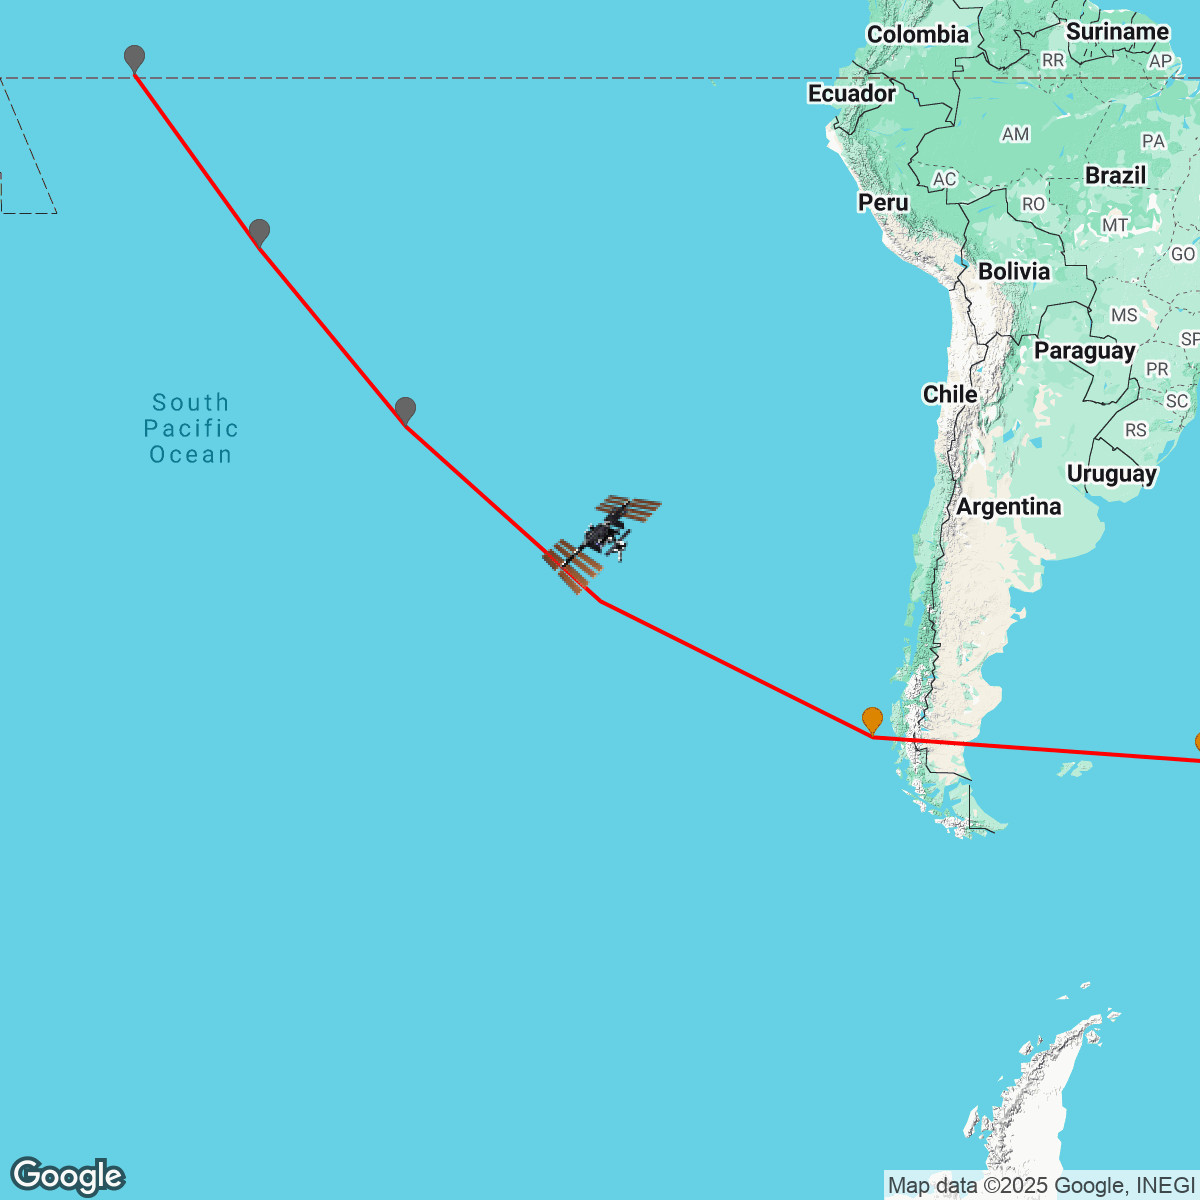 Colombia
Suriname
RR
AP
Ecuador
AM
PA
Brazil
AC
Peru
RO
MT
GO
Bolivia
MS
SP
Paraguay
PR
Chile
SC
South
Pacific
Ocean
RS
Uruguay
Argentina
Google
Map data ©2025 Google, INEGI